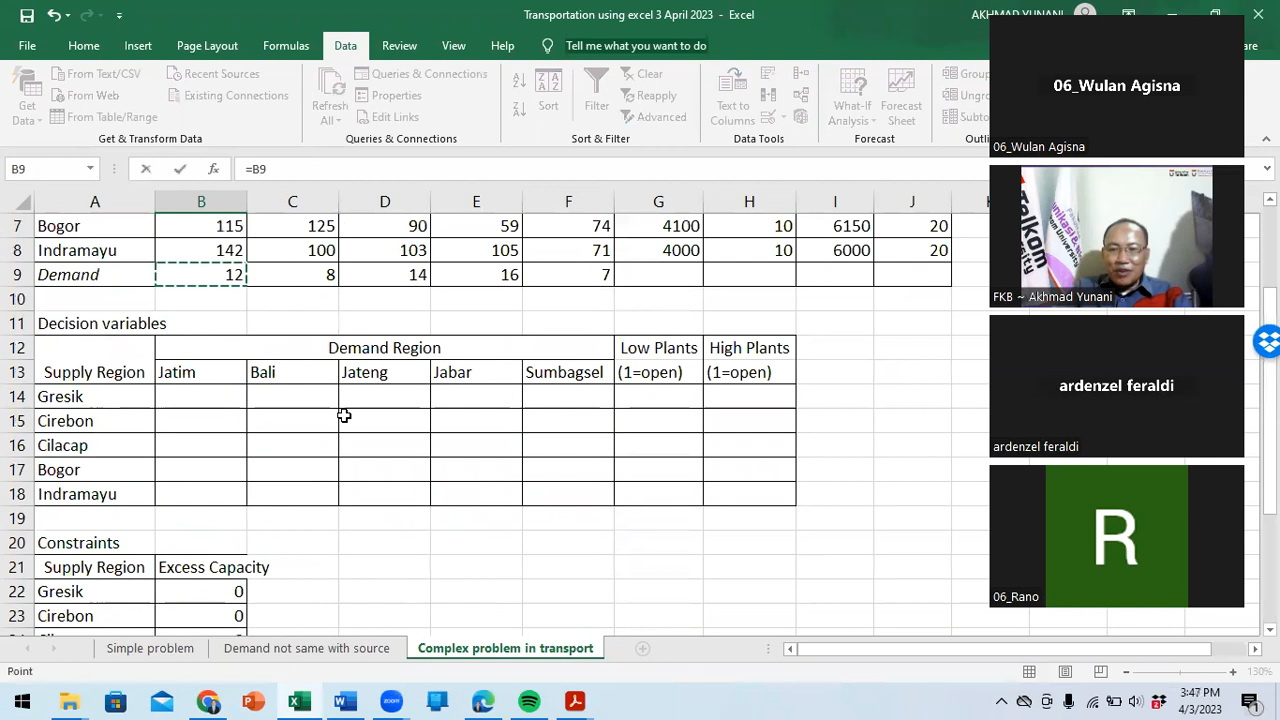 Transportation using excel 3 April 2023 - Excel
AKHMAD YUNANI
File Home Insert Page Layout Formulas Data Review View Help Tell me what you want to do
Get Data
From Text/CSV
From Web
From Table/Range
Recent Sources
Existing Connections
Get & Transform Data
Refresh All
Queries & Connections
Properties
Edit Links
Queries & Connections
Sort
Filter
Clear
Reapply
Advanced
Sort & Filter
Text to Columns
Data Tools
What-If Analysis
Forecast Sheet
Forecast
B9 =B9
A B C D E F G H I J
7 Bogor 115 125 90 59 74 4100 10 6150 20
8 Indramayu 142 100 103 105 71 4000 10 6000 20
9 Demand 12 8 14 16 7
10
11 Decision variables
12 Demand Region Low Plants High Plants
13 Supply Region Jatim Bali Jateng Jabar Sumbagsel (1=open) (1=open)
14 Gresik
15 Cirebon
16 Cilacap
17 Bogor
18 Indramayu
19
20 Constraints
21 Supply Region Excess Capacity
22 Gresik 0
23 Cirebon 0
Simple problem Demand not same with source Complex problem in transport
Point
130%
3:47 PM
4/3/2023
06_Wulan Agisna
06_Wulan Agisna
FKB ~ Akhmad Yunani
ardenzel feraldi
ardenzel feraldi
R
06_Rano